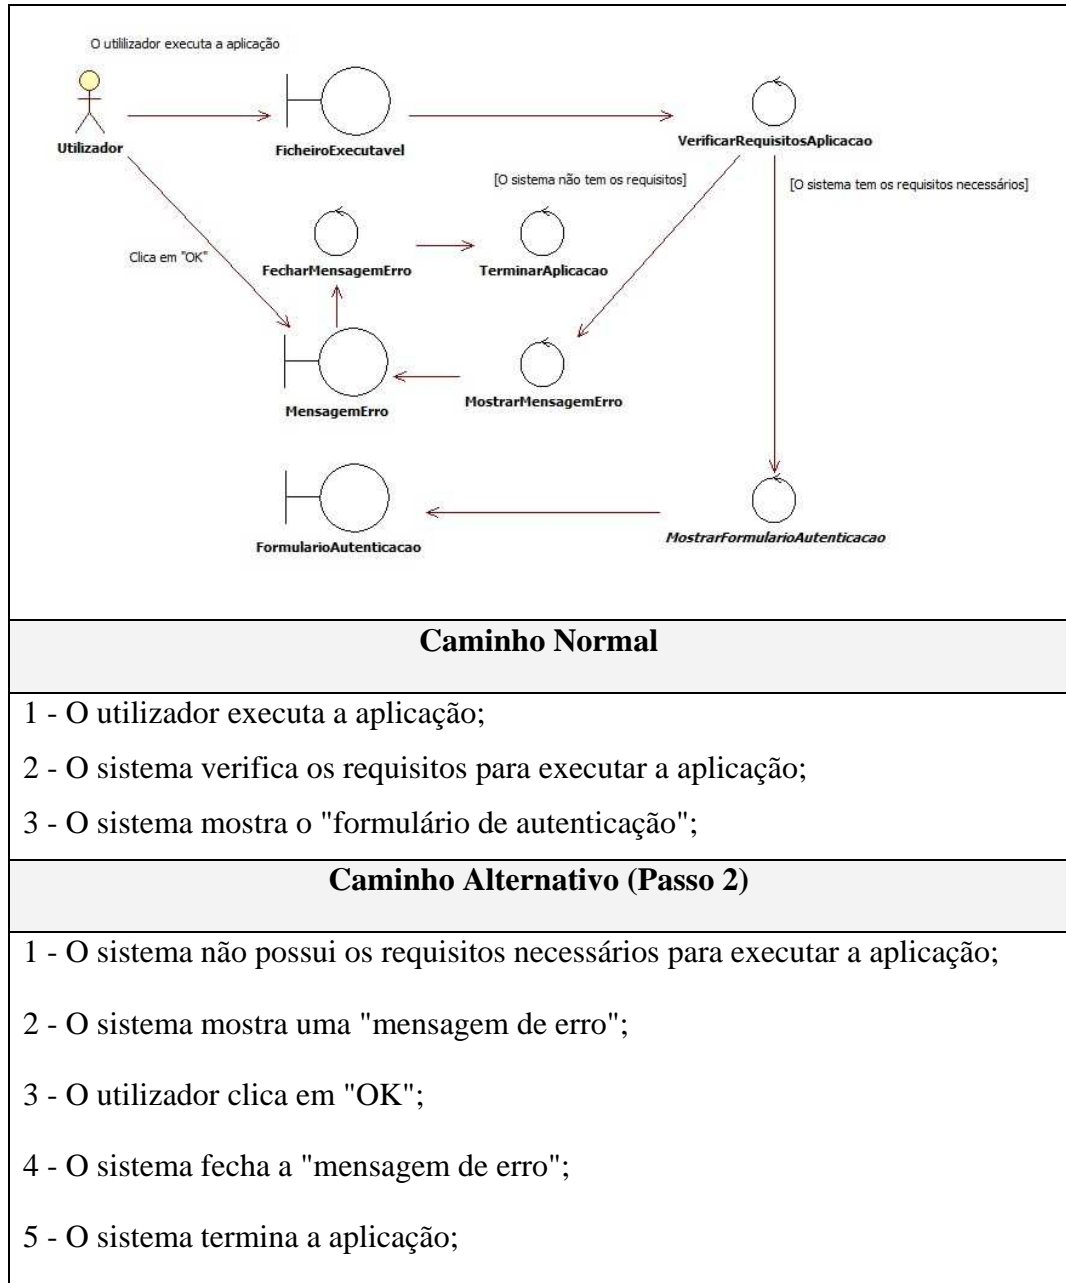 O utililizador executa a aplicação
Utilizador
FicheiroExecutavel
VerificarRequisitosAplicacao
[O sistema não tem os requisitos]
[O sistema tem os requisitos necessários]
Clica em "OK"
FecharMensagemErro
TerminarAplicacao
MensagemErro
MostrarMensagemErro
FormularioAutenticacao
MostrarFormularioAutenticacao
Caminho Normal
1 - O utilizador executa a aplicação;
2 - O sistema verifica os requisitos para executar a aplicação;
3 - O sistema mostra o "formulário de autenticação";
Caminho Alternativo (Passo 2)
1 - O sistema não possui os requisitos necessários para executar a aplicação;
2 - O sistema mostra uma "mensagem de erro";
3 - O utilizador clica em "OK";
4 - O sistema fecha a "mensagem de erro";
5 - O sistema termina a aplicação;